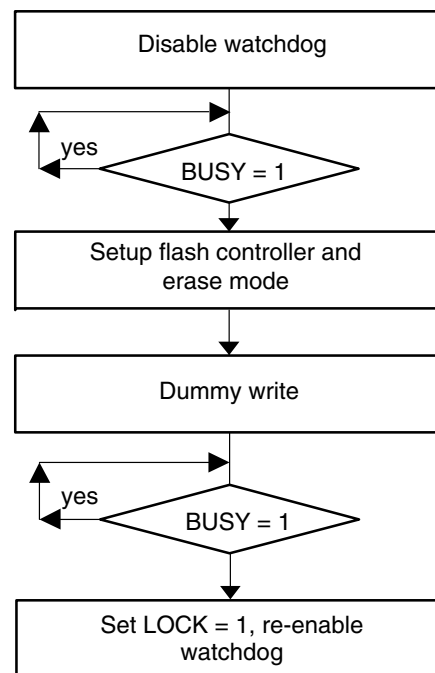 Disable watchdog
yes
BUSY = 1
Setup flash controller and
erase mode
Dummy write
yes
BUSY = 1
Set LOCK = 1, re-enable
watchdog